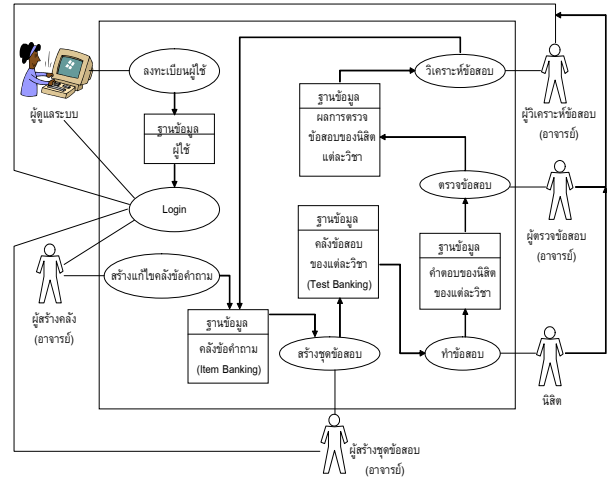 ลงทะเบียนผู้ใช้
วิเคราะห์ข้อสอบ
ผู้ดูแลระบบ
ฐานข้อมูล
ผู้ใช้
ฐานข้อมูล
ผลการตรวจ
ข้อสอบของนิสิต
แต่ละวิชา
ผู้วิเคราะห์ข้อสอบ
(อาจารย์)
Login
ตรวจข้อสอบ
ผู้ตรวจข้อสอบ
(อาจารย์)
ฐานข้อมูล
คลังข้อสอบ
ของแต่ละวิชา
(Test Banking)
ฐานข้อมูล
คำตอบของนิสิต
ของแต่ละวิชา
สร้างแก้ไขคลังข้อคำถาม
ผู้สร้างคลัง
(อาจารย์)
ฐานข้อมูล
คลังข้อคำถาม
(Item Banking)
สร้างชุดข้อสอบ
ทำข้อสอบ
นิสิต
ผู้สร้างชุดข้อสอบ
(อาจารย์)